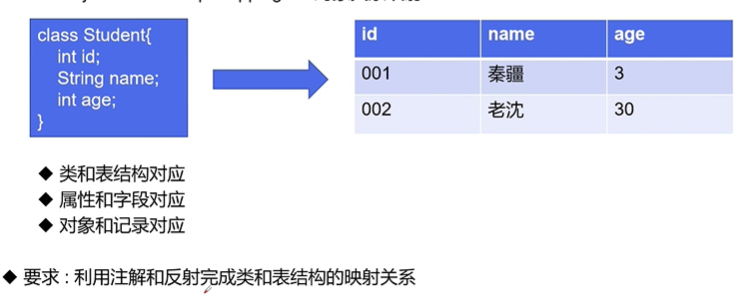 class Student{
int id;
String name;
int age;
}
id name age
001 秦疆 3
002 老沈 30
◆ 类和表结构对应
◆ 属性和字段对应
◆ 对象和记录对应
◆ 要求 : 利用注解和反射完成类和表结构的映射关系